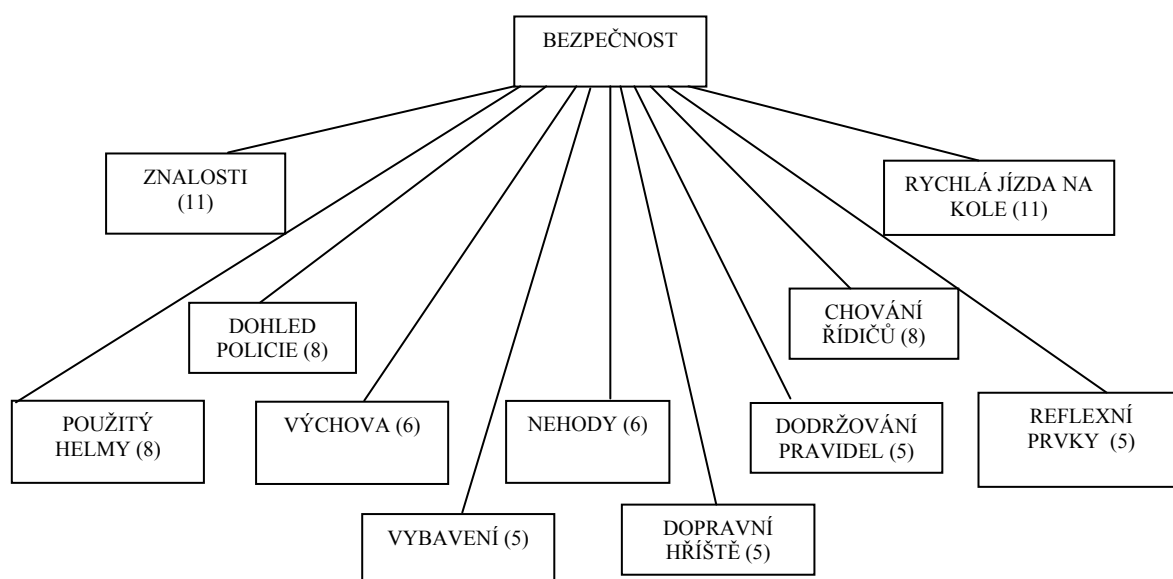 BEZPEČNOST
ZNALOSTI
(11)
RYCHLÁ JÍZDA NA
KOLE (11)
DOHLED
POLICIE (8)
CHOVÁNÍ
ŘÍDIČŮ (8)
POUŽITÝ
HELMY (8)
VÝCHOVA (6)
NEHODY (6)
DODRŽOVÁNÍ
PRAVIDEL (5)
REFLEXNÍ
PRVKY (5)
VYBAVENÍ (5)
DOPRAVNÍ
HŘÍŠTĚ (5)